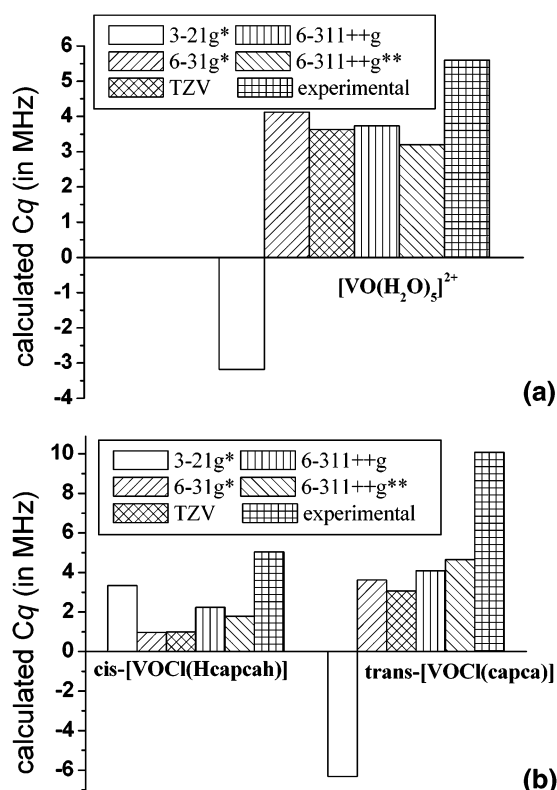 3-21g* 6-311++g
6-31g* 6-311++g**
TZV experimental
calculated Cq (in MHz)
6
5
4
3
2
1
0
-1
-2
-3
-4
[VO(H₂O)₅]²⁺
(a)
3-21g* 6-311++g
6-31g* 6-311++g**
TZV experimental
calculated Cq (in MHz)
10
8
6
4
2
0
-2
-4
-6
cis-[VOCl(Hcapcah)] trans-[VOCl(capca)]
(b)